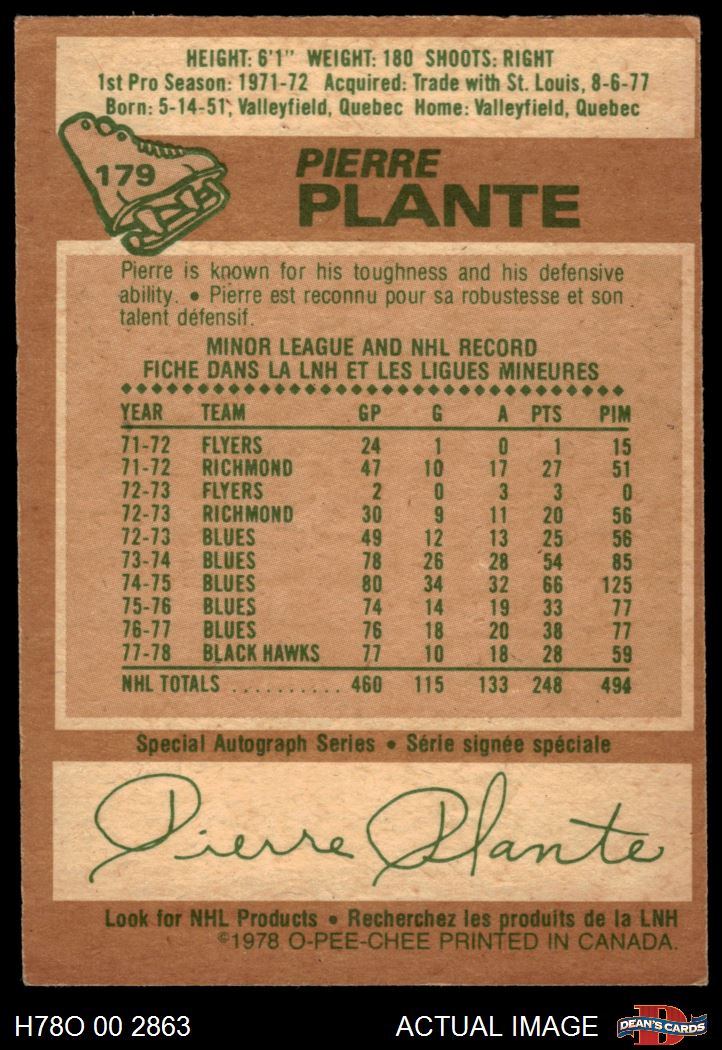 HEIGHT: 6'1" WEIGHT: 180 SHOOTS: RIGHT
1st Pro Season: 1971-72 Acquired: Trade with St. Louis, 8-6-77
Born: 5-14-51, Valleyfield, Quebec Home: Valleyfield, Quebec
179
PIERRE
PLANTE
Pierre is known for his toughness and his defensive
ability. • Pierre est reconnu pour sa robustesse et son
talent défensif.
MINOR LEAGUE AND NHL RECORD
FICHE DANS LA LNH ET LES LIGUES MINEURES
YEAR TEAM GP G A PTS PIM
71-72 FLYERS 24 1 0 1 15
71-72 RICHMOND 47 10 17 27 51
72-73 FLYERS 2 0 3 3 0
72-73 RICHMOND 30 9 11 20 56
72-73 BLUES 49 12 13 25 56
73-74 BLUES 78 26 28 54 85
74-75 BLUES 80 34 32 66 125
75-76 BLUES 74 14 19 33 77
76-77 BLUES 76 18 20 38 77
77-78 BLACK HAWKS 77 10 18 28 59
NHL TOTALS .......... 460 115 133 248 494
Special Autograph Series • Série signée spéciale
Pierre Plante
Look for NHL Products • Recherchez les produits de la LNH
©1978 O-PEE-CHEE PRINTED IN CANADA.
H78O 00 2863 ACTUAL IMAGE D DEAN'S CARDS